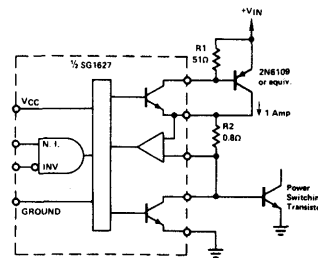 +VIN
½ SG1627
R1
51Ω
2N6109
or equiv.
VCC
1 Amp
N. I.
R2
0.8Ω
INV
Power
Switching
Transistor
GROUND